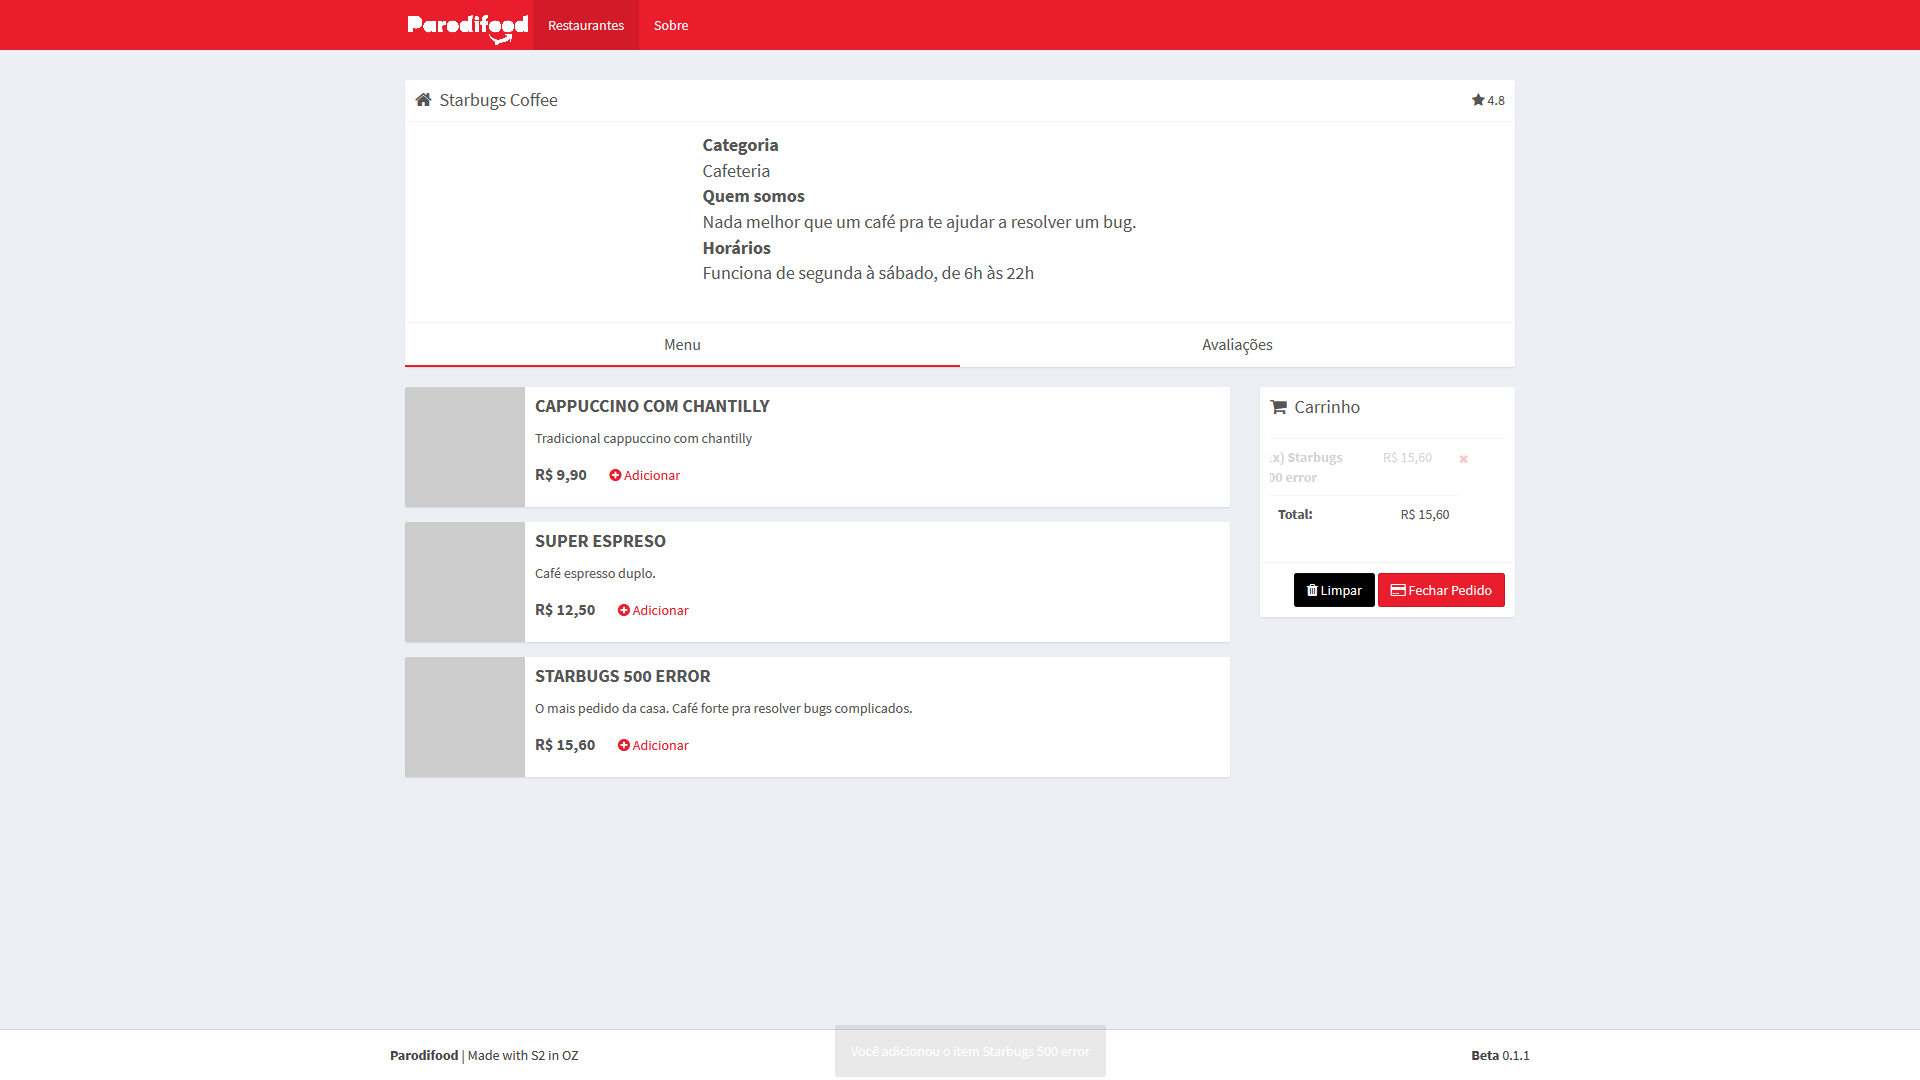 Parodifood Restaurantes Sobre
Starbugs Coffee 4.8
Categoria
Cafeteria
Quem somos
Nada melhor que um café pra te ajudar a resolver um bug.
Horários
Funciona de segunda à sábado, de 6h às 22h
Menu Avaliações
CAPPUCCINO COM CHANTILLY
Tradicional cappuccino com chantilly
R$ 9,90 Adicionar
SUPER ESPRESO
Café espresso duplo.
R$ 12,50 Adicionar
STARBUGS 500 ERROR
O mais pedido da casa. Café forte pra resolver bugs complicados.
R$ 15,60 Adicionar
Carrinho
x) Starbugs R$ 15,60
00 error
Total: R$ 15,60
Limpar Fechar Pedido
Parodifood | Made with S2 in OZ
Você adicionou o item Starbugs 500 error
Beta 0.1.1